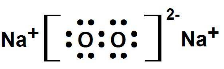 Na⁺ [ :Ö̤:Ö̤: ]²⁻ Na⁺